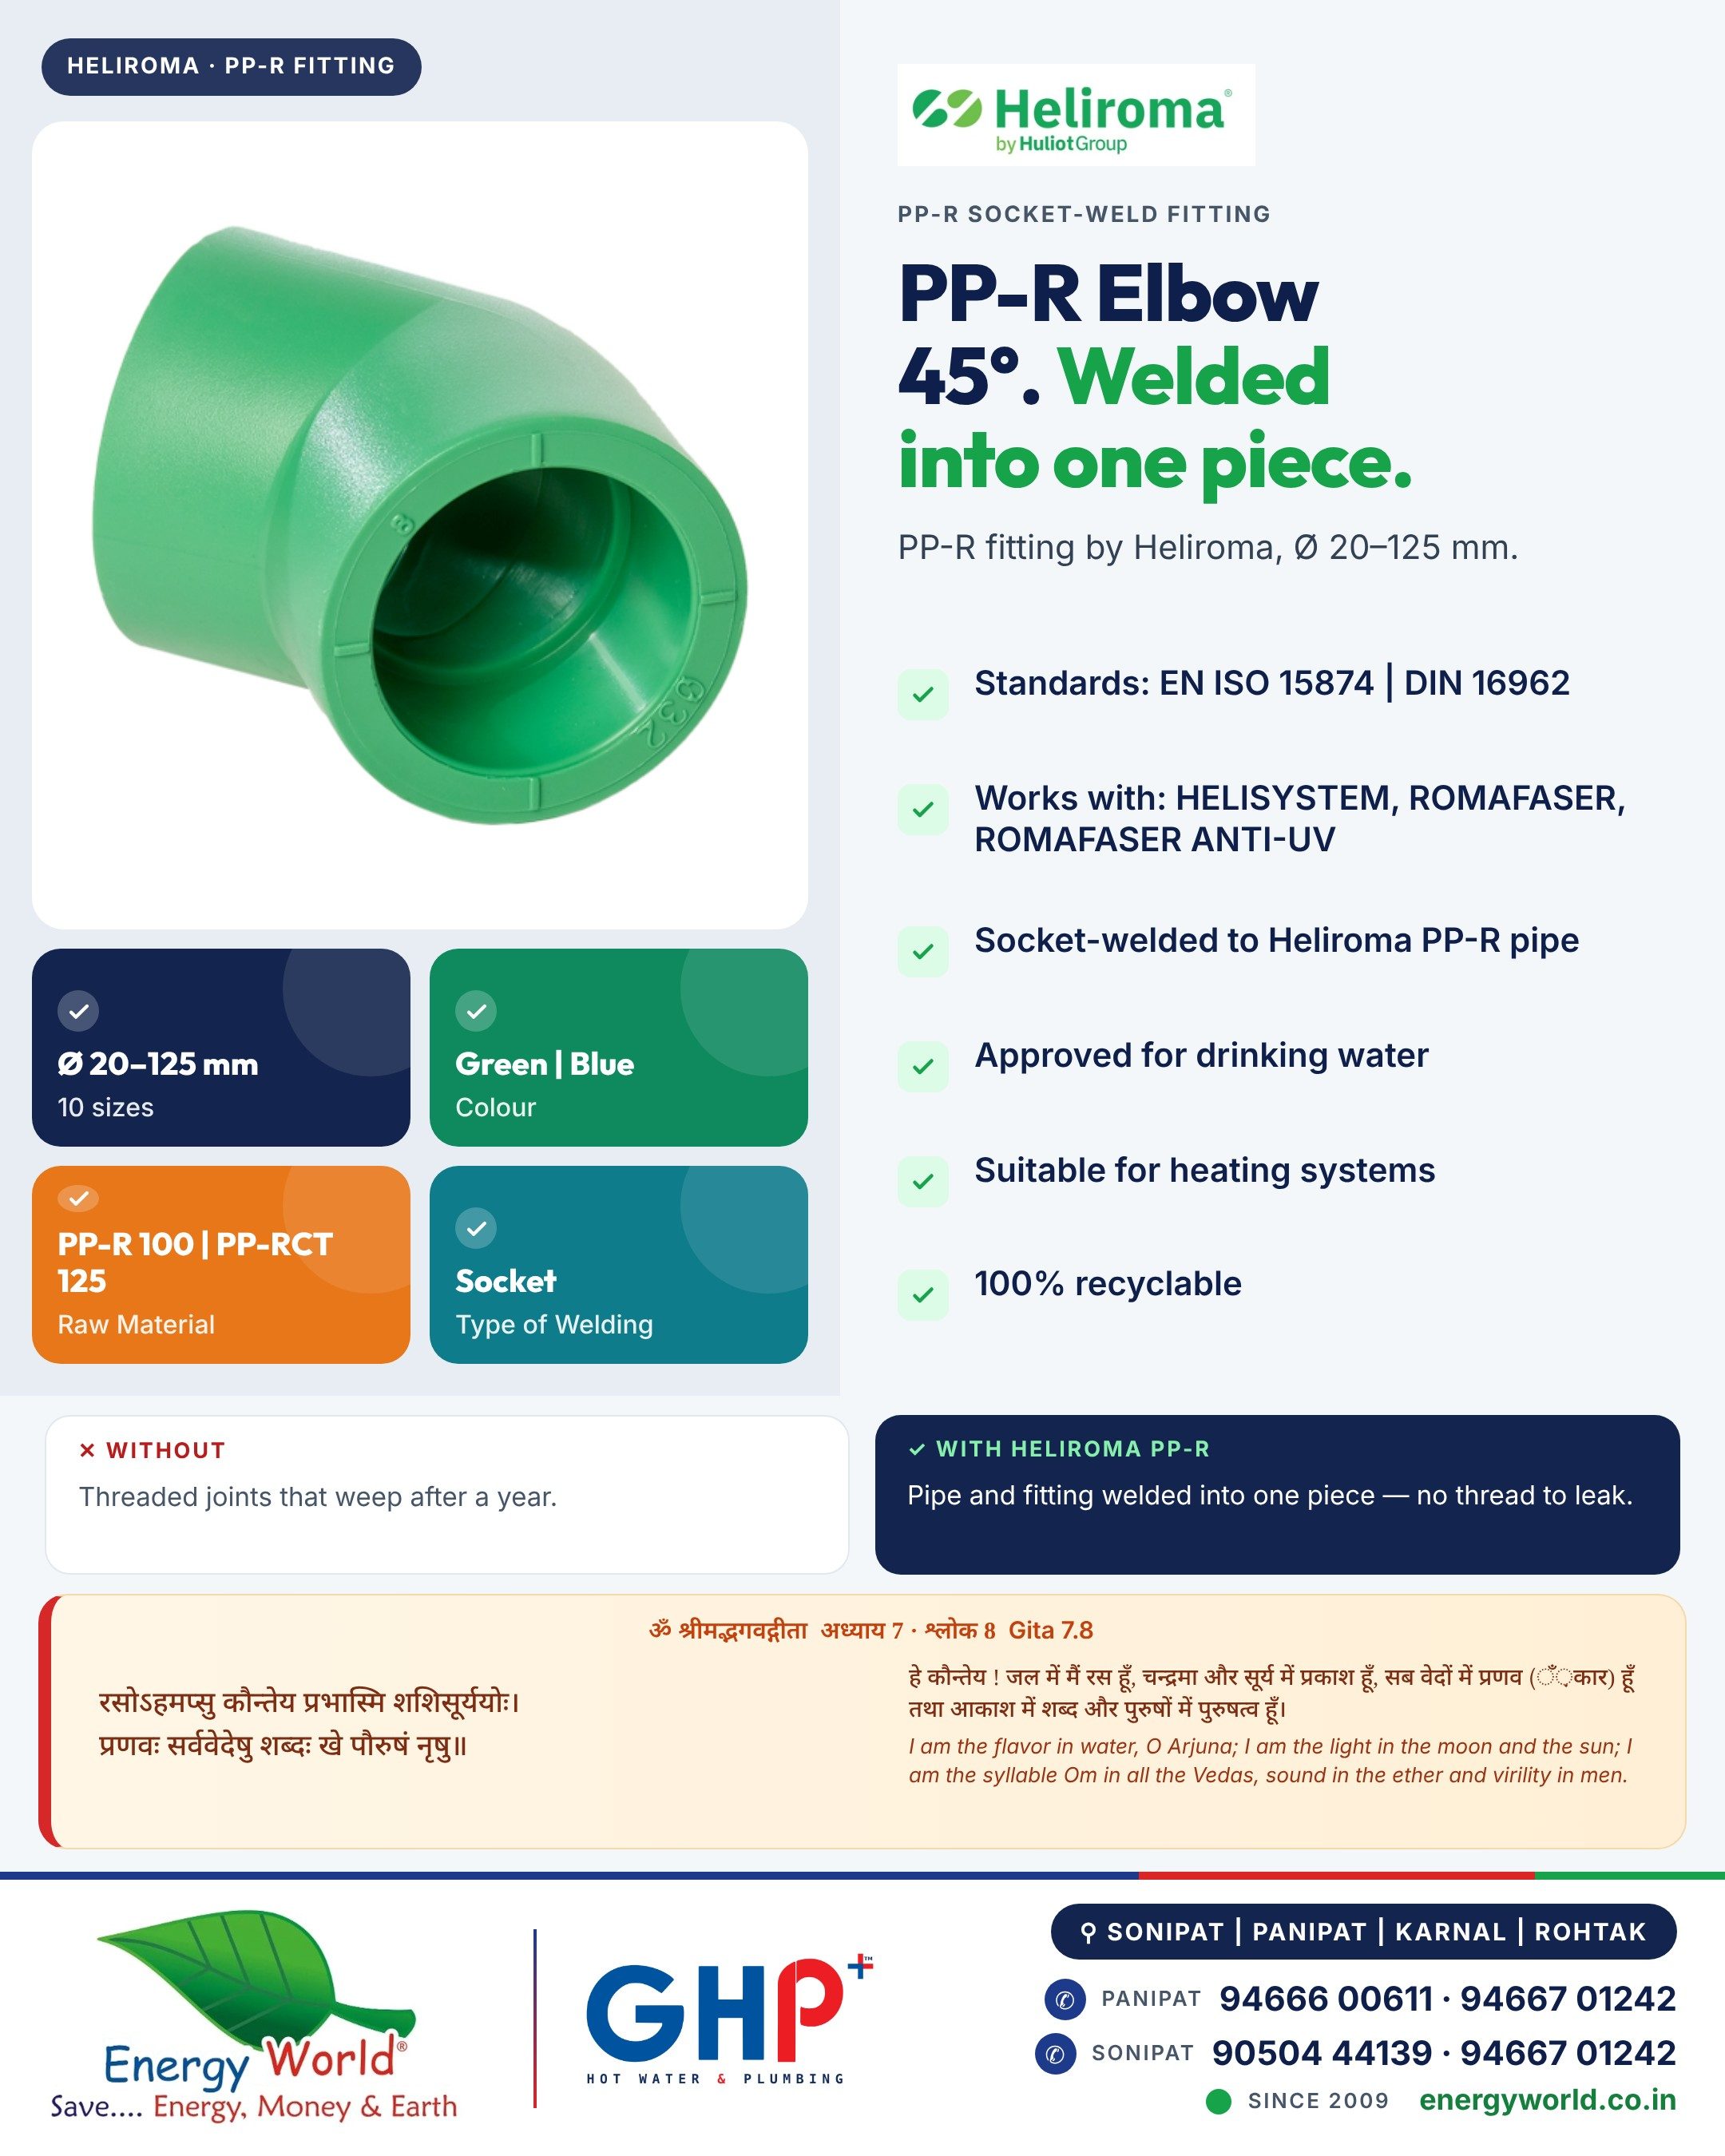 HELIROMA · PP-R FITTING
8
Ø32
Ø 20–125 mm
10 sizes
Green | Blue
Colour
PP-R 100 | PP-RCT
125
Raw Material
Socket
Type of Welding
Heliroma®
by HuliotGroup
PP-R SOCKET-WELD FITTING
PP-R Elbow
45°. Welded
into one piece.
PP-R fitting by Heliroma, Ø 20–125 mm.
Standards: EN ISO 15874 | DIN 16962
Works with: HELISYSTEM, ROMAFASER,
ROMAFASER ANTI-UV
Socket-welded to Heliroma PP-R pipe
Approved for drinking water
Suitable for heating systems
100% recyclable
× WITHOUT
Threaded joints that weep after a year.
✓ WITH HELIROMA PP-R
Pipe and fitting welded into one piece — no thread to leak.
ॐ श्रीमद्भगवद्गीता अध्याय 7 · श्लोक 8 Gita 7.8
रसोऽहमप्सु कौन्तेय प्रभास्मि शशिसूर्ययोः।
प्रणवः सर्ववेदेषु शब्दः खे पौरुषं नृषु॥
हे कौन्तेय ! जल में मैं रस हूँ, चन्द्रमा और सूर्य में प्रकाश हूँ, सब वेदों में प्रणव (ँ़कार) हूँ
तथा आकाश में शब्द और पुरुषों में पुरुषत्व हूँ।
I am the flavor in water, O Arjuna; I am the light in the moon and the sun; I
am the syllable Om in all the Vedas, sound in the ether and virility in men.
Energy World®
Save.... Energy, Money & Earth
GHP+™
HOT WATER & PLUMBING
SONIPAT | PANIPAT | KARNAL | ROHTAK
PANIPAT 94666 00611 · 94667 01242
SONIPAT 90504 44139 · 94667 01242
SINCE 2009 energyworld.co.in